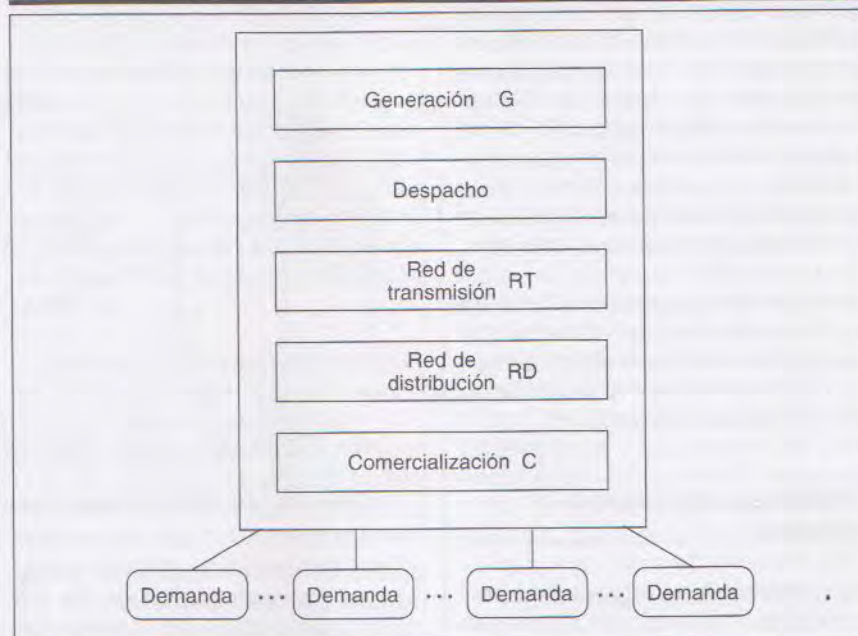 Generación G
Despacho
Red de
transmisión RT
Red de
distribución RD
Comercialización C
Demanda ... Demanda ... Demanda ... Demanda .